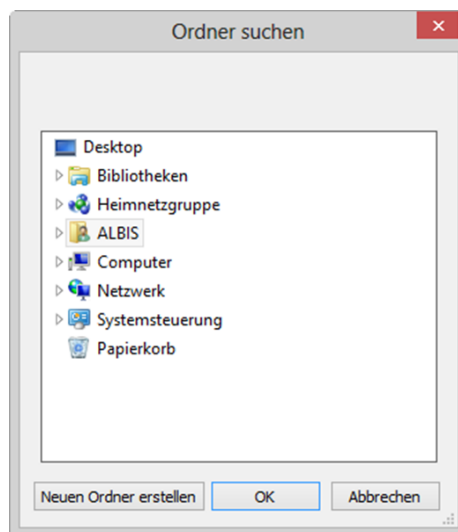 Ordner suchen
Desktop
Bibliotheken
Heimnetzgruppe
ALBIS
Computer
Netzwerk
Systemsteuerung
Papierkorb
Neuen Ordner erstellen OK Abbrechen